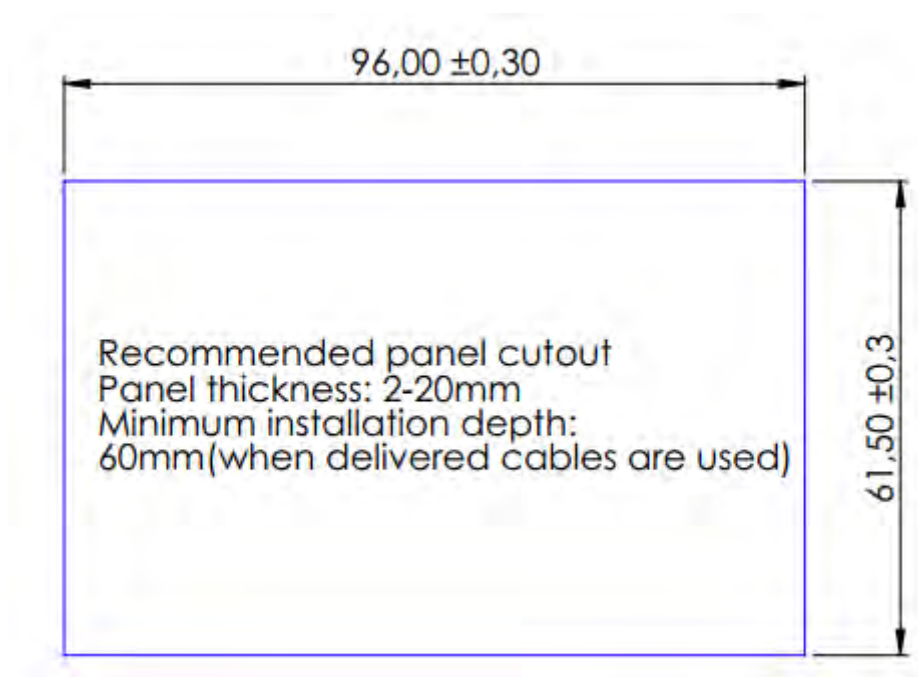 96,00 ±0,30
Recommended panel cutout
Panel thickness: 2-20mm
Minimum installation depth:
60mm(when delivered cables are used)
61,50 ±0,3